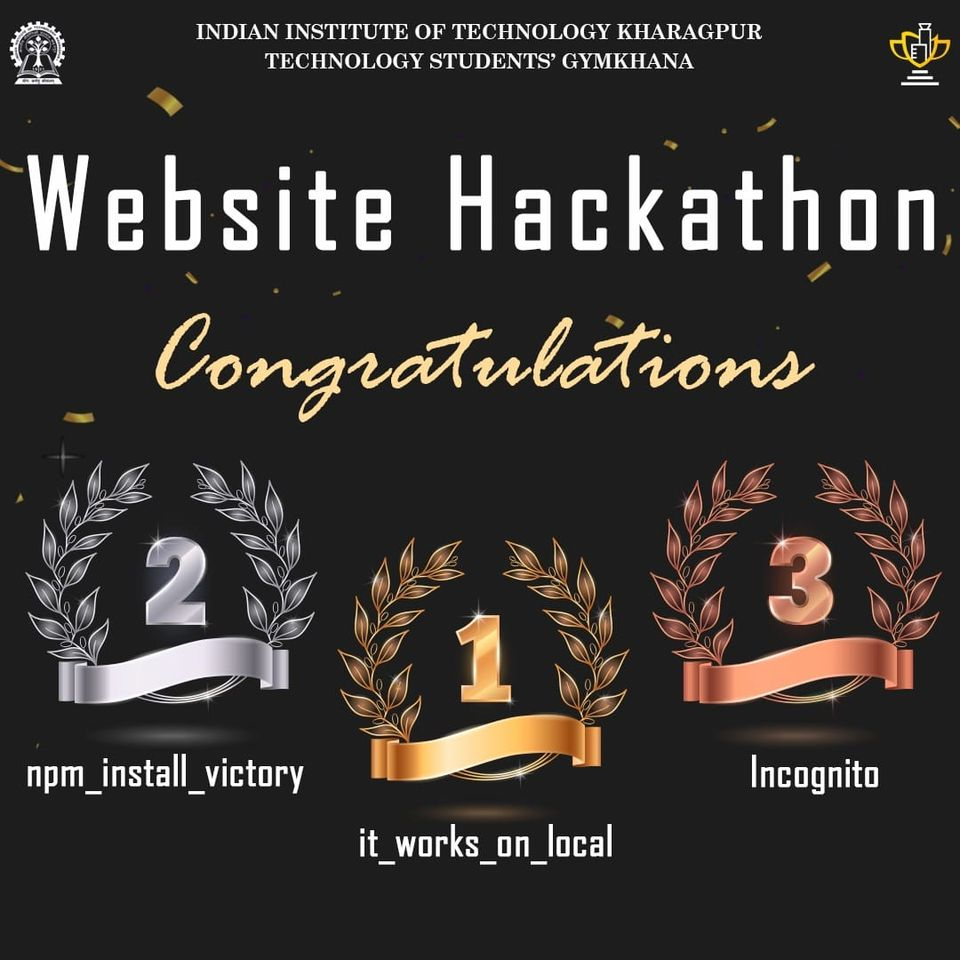 INDIAN INSTITUTE OF TECHNOLOGY KHARAGPUR
TECHNOLOGY STUDENTS’ GYMKHANA
Website Hackathon
Congratulations
2
npm_install_victory
1
it_works_on_local
3
Incognito